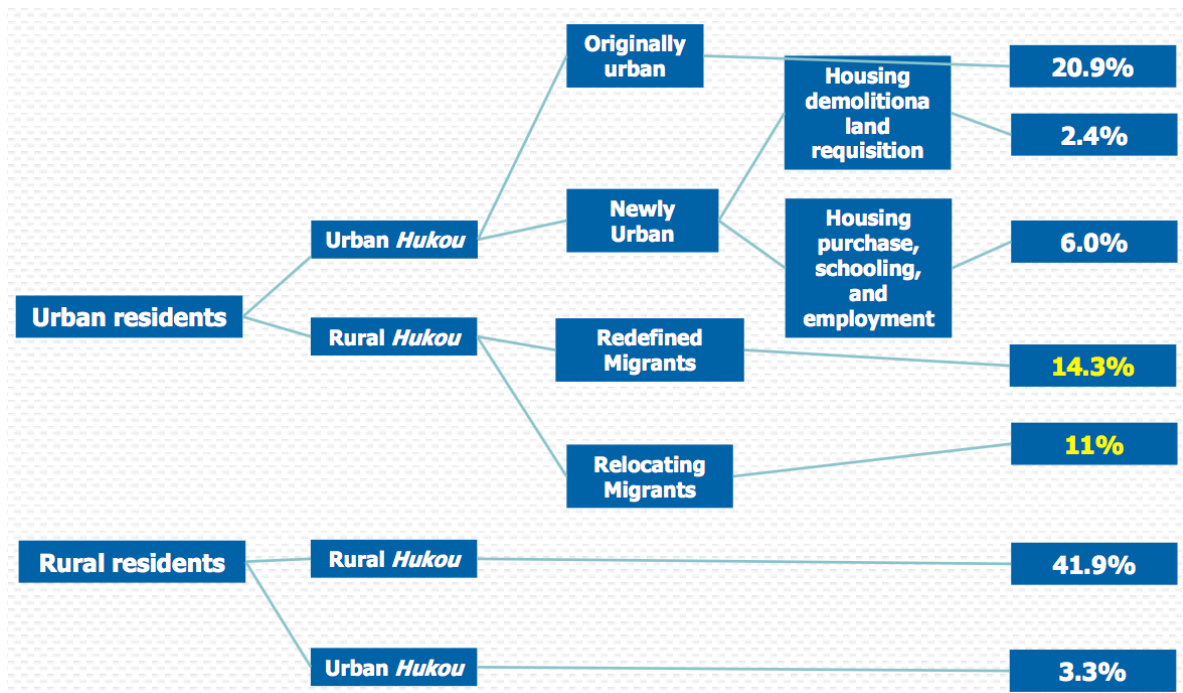 Originally
urban
20.9%
Housing
demolitiona
land
requisition
2.4%
Newly
Urban
Housing
purchase,
schooling,
and
employment
6.0%
Urban Hukou
Urban residents
Rural Hukou
Redefined
Migrants
14.3%
Relocating
Migrants
11%
Rural residents
Rural Hukou
41.9%
Urban Hukou
3.3%